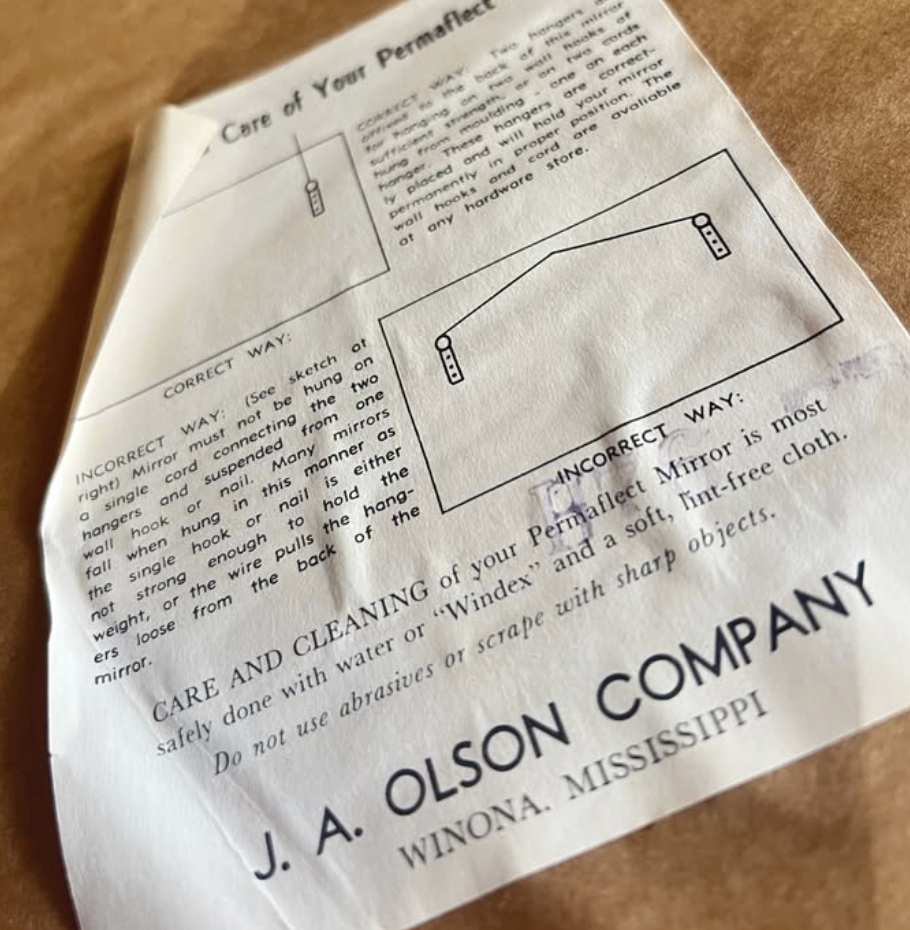 Care of Your Permaflect
CORRECT WAY: Two hangers
affixed to the back of this mirror
for hanging on two wall hooks of
sufficient strength, or on two cords
hung from moulding - one on each
hanger. These hangers are correct-
ly placed and will hold your mirror
permanently in proper position. The
wall hooks and cord are avaliable
at any hardware store.
CORRECT WAY:
INCORRECT WAY: (See sketch at
right) Mirror must not be hung on
a single cord connecting the two
hangers and suspended from one
wall hook or nail. Many mirrors
fall when hung in this manner as
the single hook or nail is either
not strong enough to hold the
weight, or the wire pulls the hang-
ers loose from the back of the
mirror.
INCORRECT WAY:
CARE AND CLEANING of your Permaflect Mirror is most
safely done with water or "Windex" and a soft, lint-free cloth.
Do not use abrasives or scrape with sharp objects.
J. A. OLSON COMPANY
WINONA, MISSISSIPPI